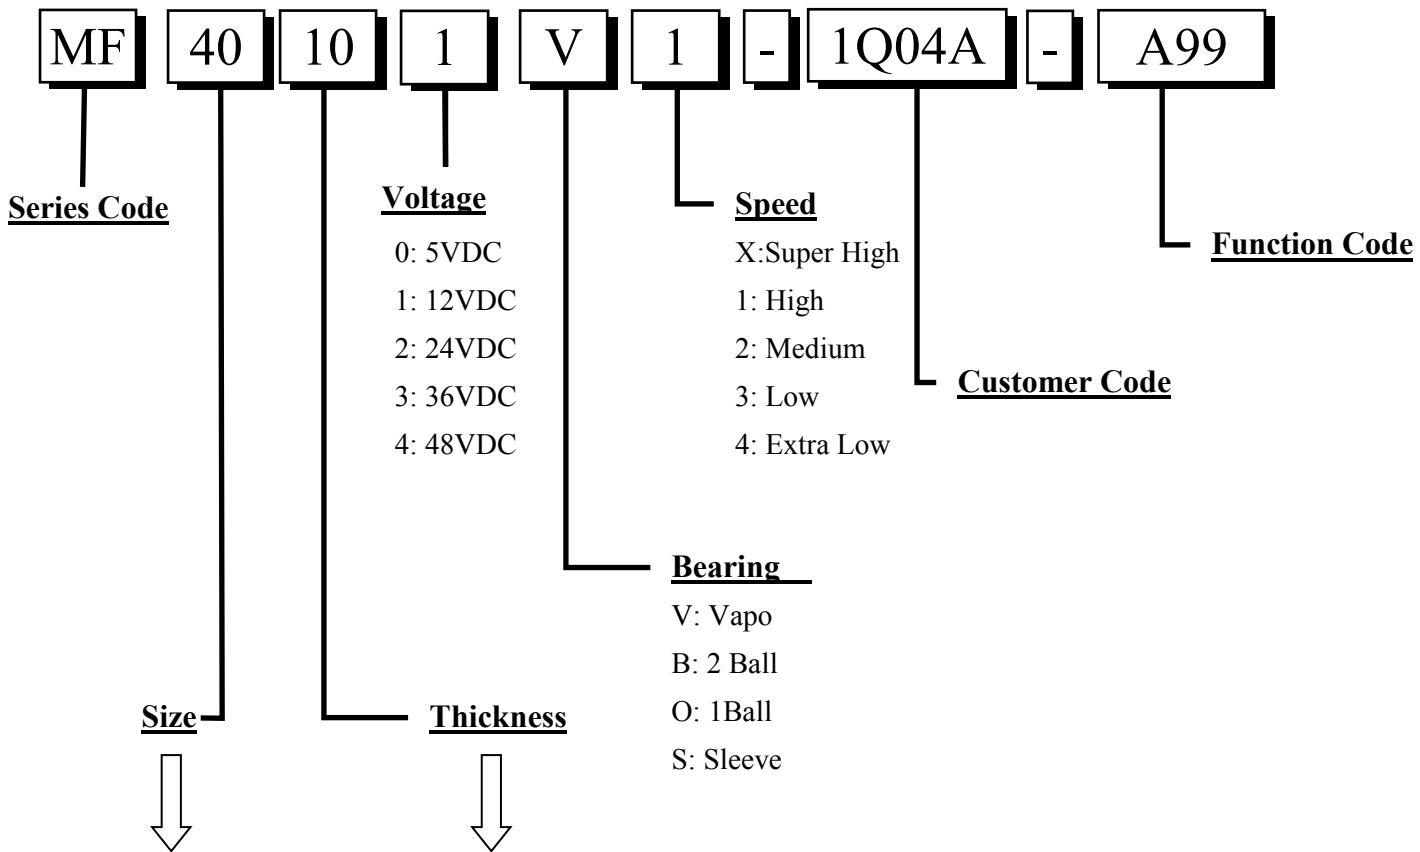 MF 40 10 1 V 1 - 1Q04A - A99
Series Code
Voltage
0: 5VDC
1: 12VDC
2: 24VDC
3: 36VDC
4: 48VDC
Speed
X:Super High
1: High
2: Medium
3: Low
4: Extra Low
Function Code
Customer Code
Bearing
V: Vapo
B: 2 Ball
O: 1Ball
S: Sleeve
Size
Thickness